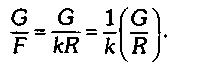 G/F = G/kR = 1/k (G/R).